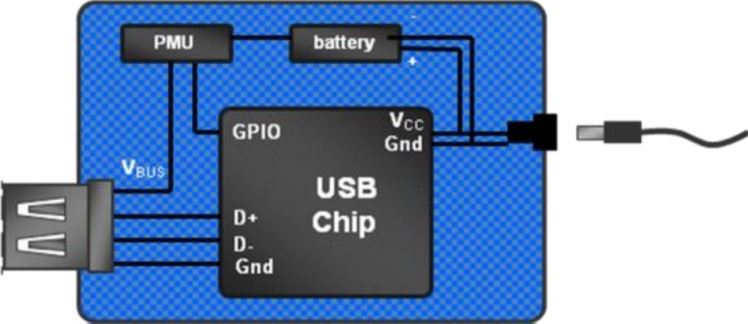 PMU
battery
-
+
GPIO
VCC
Gnd
VBUS
USB
Chip
D+
D-
Gnd